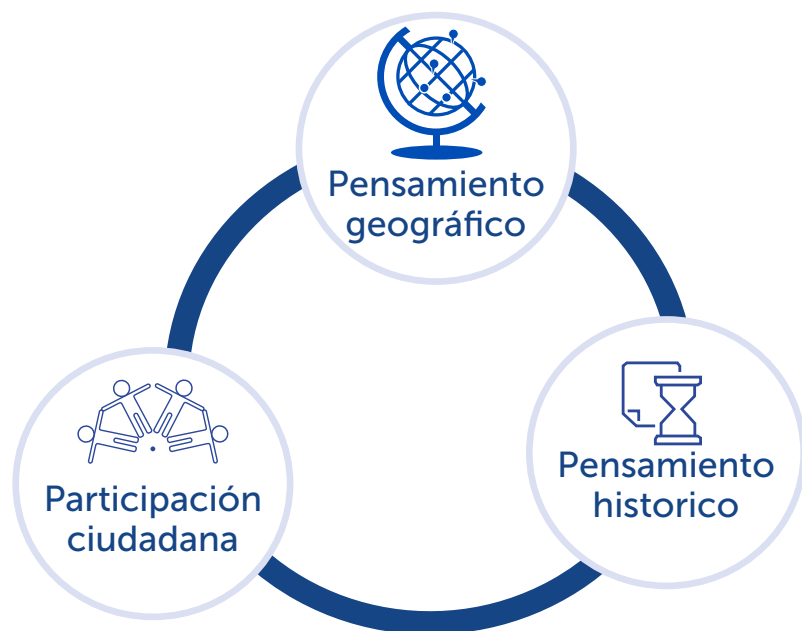 Pensamiento
geográfico
Pensamiento
historico
Participación
ciudadana